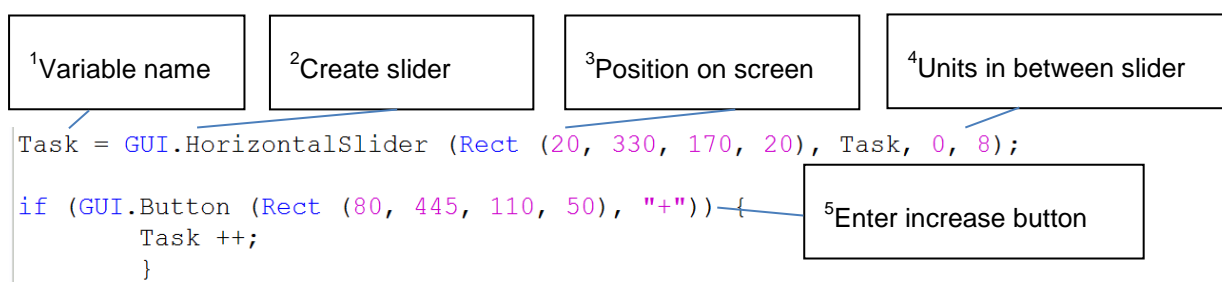 ¹Variable name
²Create slider
³Position on screen
⁴Units in between slider
Task = GUI.HorizontalSlider (Rect (20, 330, 170, 20), Task, 0, 8);
if (GUI.Button (Rect (80, 445, 110, 50), "+")) {
⁵Enter increase button
Task ++;
}